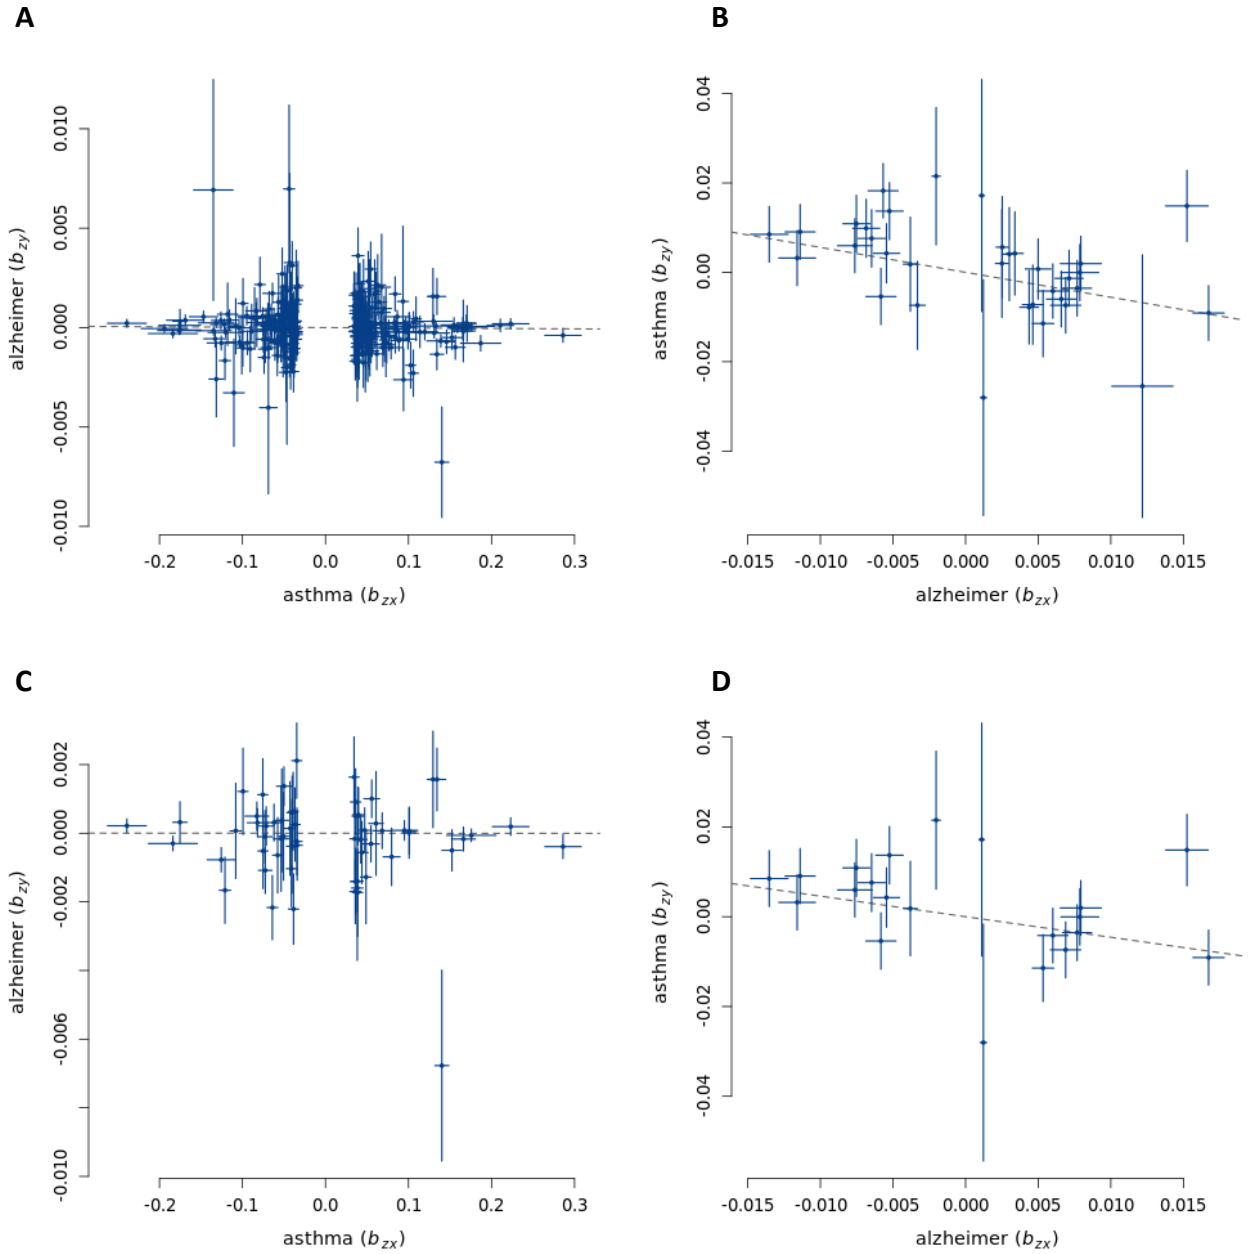 A
B
0.010
0.005
0.000
-0.005
-0.010
alzheimer (bzy)
-0.2 -0.1 0.0 0.1 0.2 0.3
asthma (bzx)
0.04
0.02
0.00
-0.02
-0.04
asthma (bzy)
-0.015 -0.010 -0.005 0.000 0.005 0.010 0.015
alzheimer (bzx)
C
D
0.002
0.000
-0.002
-0.006
-0.010
alzheimer (bzy)
-0.2 -0.1 0.0 0.1 0.2 0.3
asthma (bzx)
0.04
0.02
0.00
-0.02
-0.04
asthma (bzy)
-0.015 -0.010 -0.005 0.000 0.005 0.010 0.015
alzheimer (bzx)